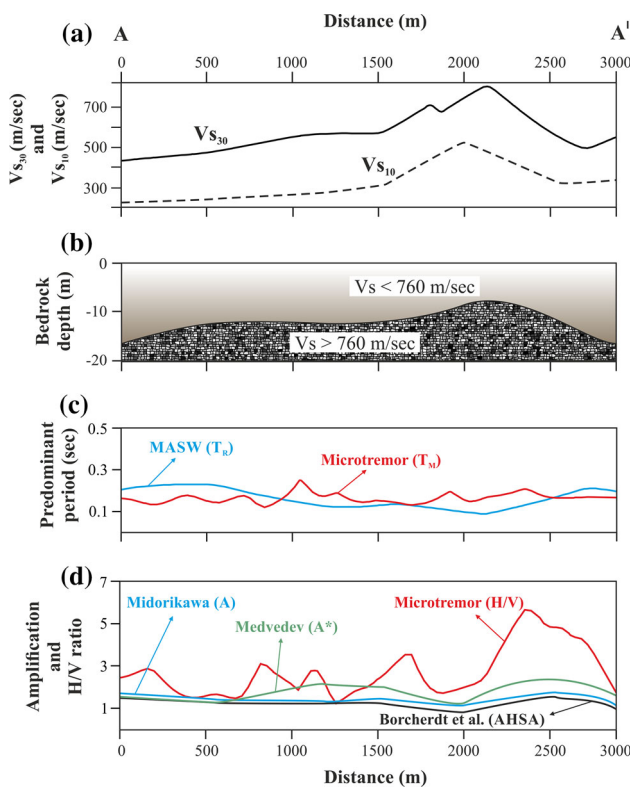 Distance (m)
(a) A A'
0 500 1000 1500 2000 2500 3000
Vs30 (m/sec)
and
Vs10 (m/sec)
700
500
300
Vs30
Vs10
(b)
Bedrock
depth (m)
0
-10
-20
Vs < 760 m/sec
Vs > 760 m/sec
(c)
Predominant
period (sec)
0.5
0.3
0.1
MASW (TR)
Microtremor (TM)
(d)
Amplification
and
H/V ratio
7
5
3
1
Midorikawa (A)
Medvedev (A*)
Microtremor (H/V)
Borcherdt et al. (AHSA)
0 500 1000 1500 2000 2500 3000
Distance (m)